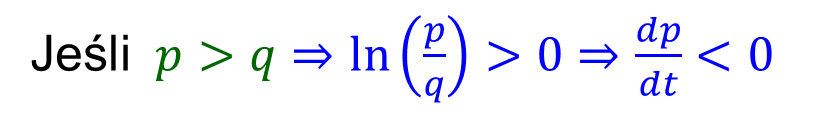 Jeśli p > q ⇒ ln(p/q) > 0 ⇒ dp/dt < 0